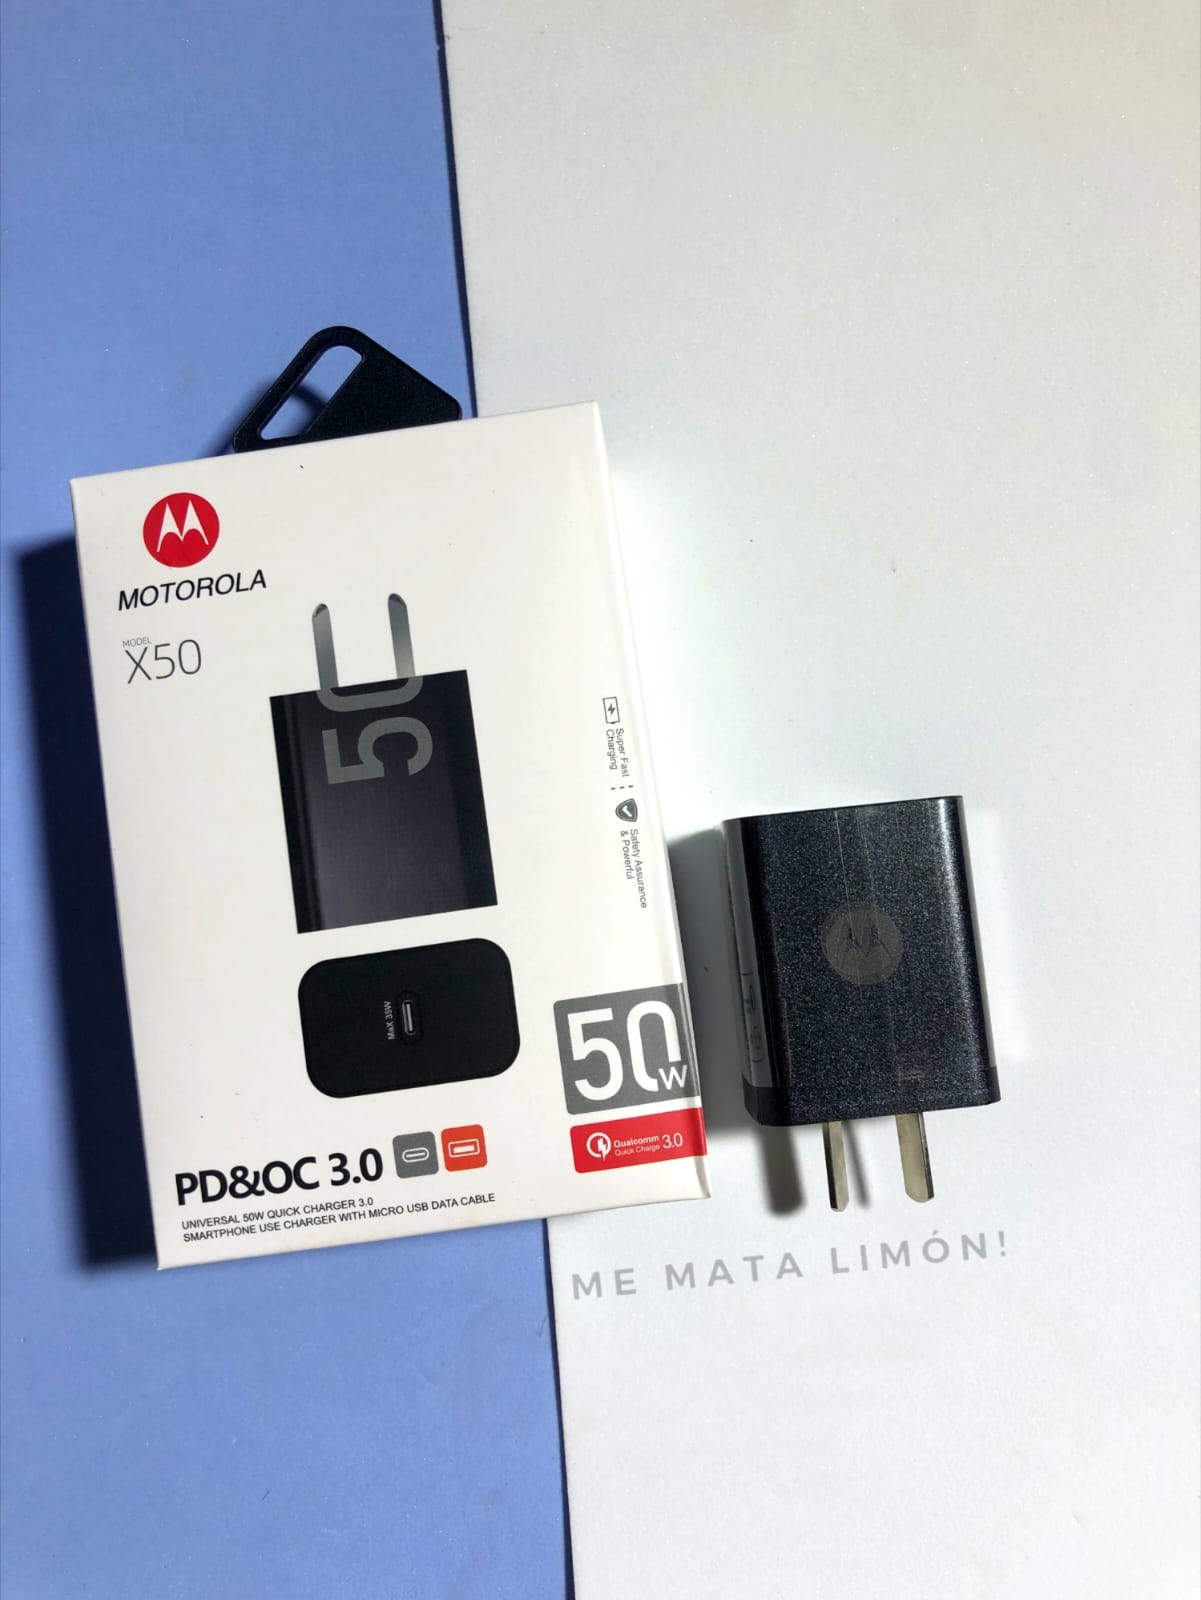 MOTOROLA
MODEL
X50
50
Super Fast
Charging
Safety Assurance
& Powerful
Max 35W
50W
Qualcomm
Quick Charge 3.0
PD&OC 3.0
UNIVERSAL 50W QUICK CHARGER 3.0
SMARTPHONE USE CHARGER WITH MICRO USB DATA CABLE
ME MATA LIMÓN!